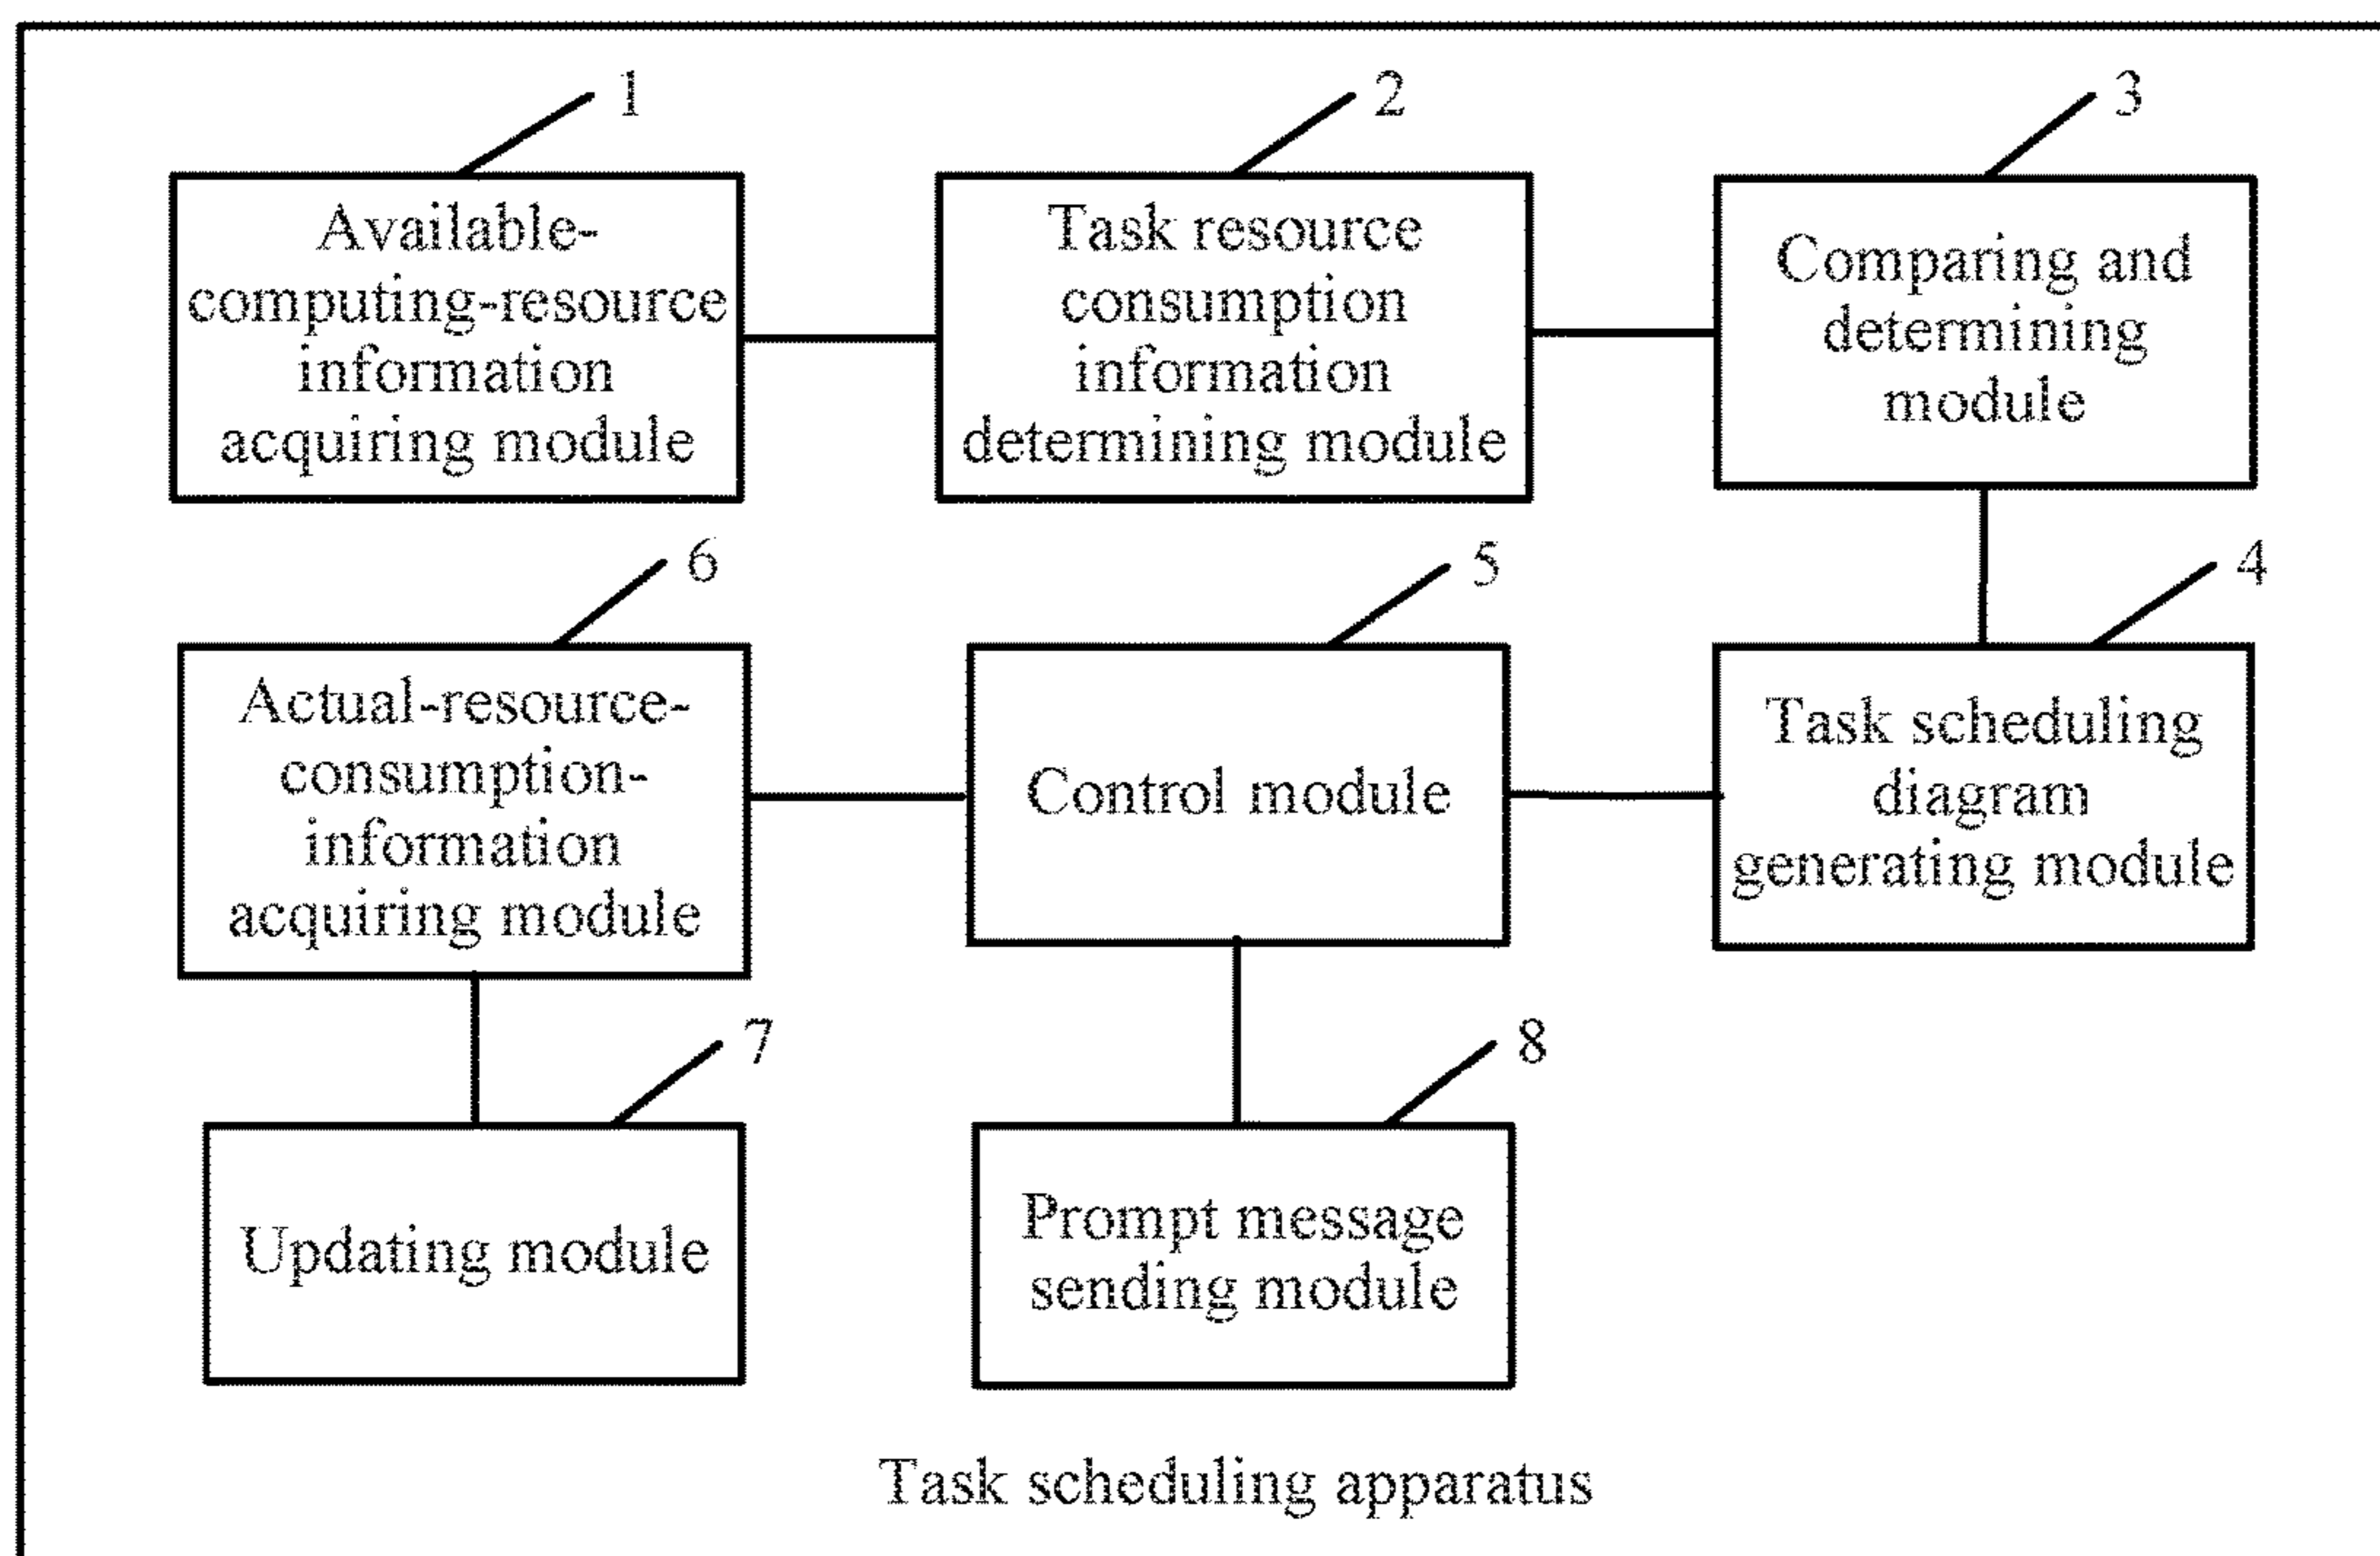 1
Available-
computing-resource
information
acquiring module
2
Task resource
consumption
information
determining module
3
Comparing and
determining
module
6
Actual-resource-
consumption-
information
acquiring module
5
Control module
4
Task scheduling
diagram
generating module
7
Updating module
8
Prompt message
sending module
Task scheduling apparatus